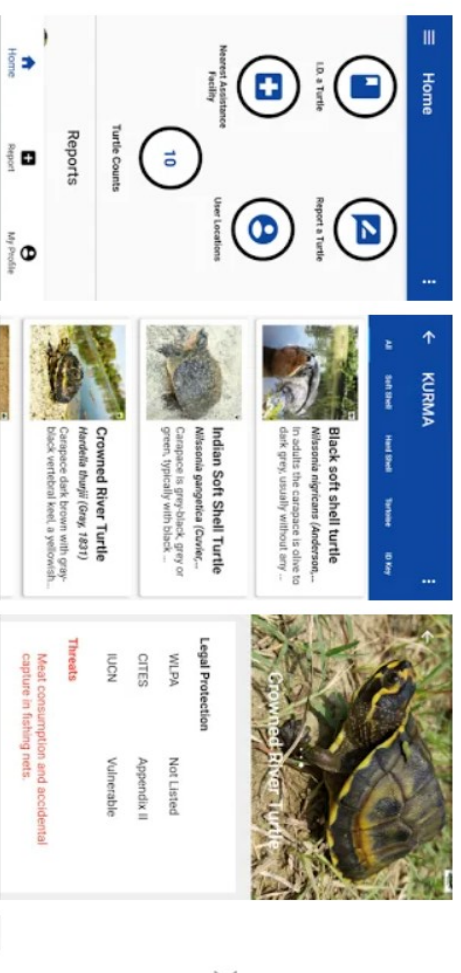 Home
I.D. a Turtle
Report a Turtle
Nearest Assistance
Facility
User Locations
10
Turtle Counts
Reports
Home
Report
My Profile
KURMA
All
Soft Shell
Hard Shell
Tortoise
ID Key
Black soft shell turtle
Nilssonia nigricans (Anderson,...
In adults the carapace is olive to
dark grey, usually without any ...
Indian Soft Shell Turtle
Nilssonia gangetica (Cuvier,...
Carapace is grey-black, grey or
green, typically with black ...
Crowned River Turtle
Hardella thurjii (Gray, 1831)
Carapace dark brown with gray-
black vertebral keel, a yellowish...
Crowned River Turtle
Legal Protection
WLPA Not Listed
CITES Appendix II
IUCN Vulnerable
Threats
Meat consumption and accidental
capture in fishing nets.